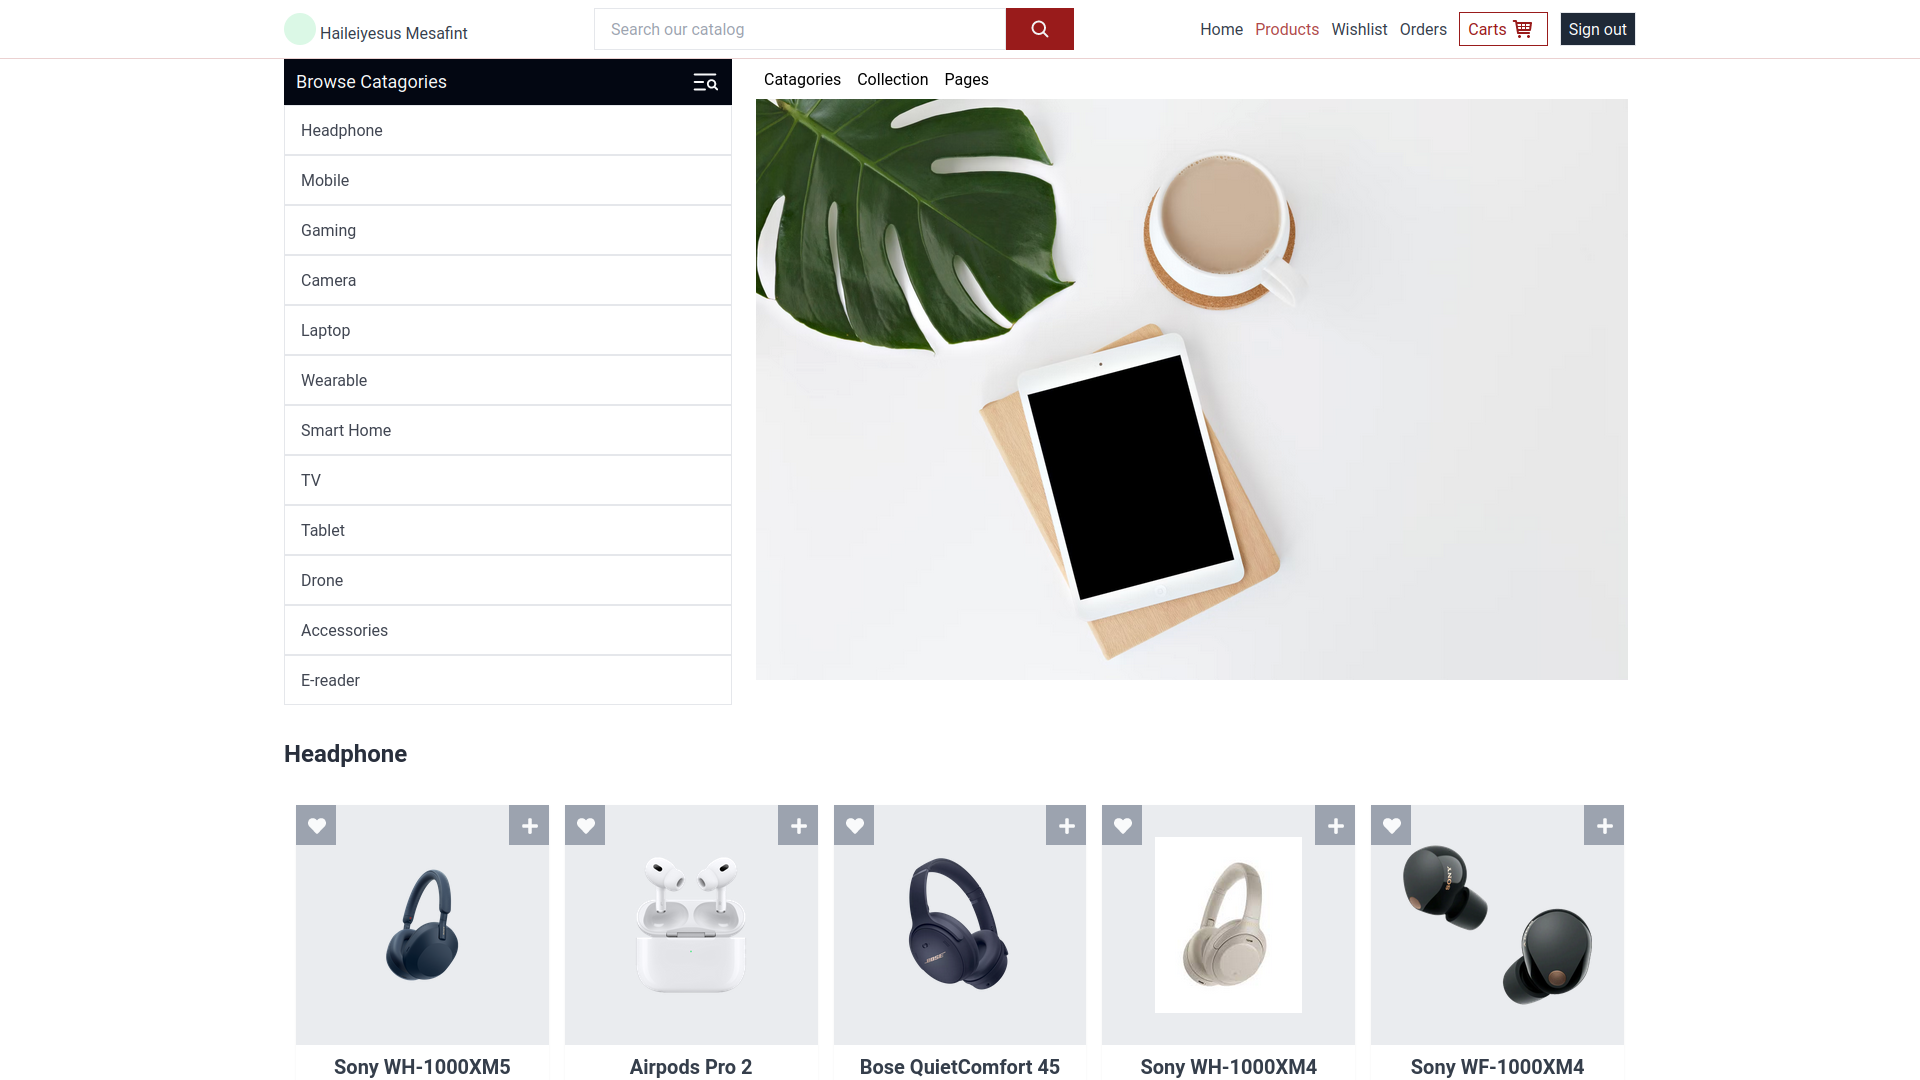 Haileiyesus Mesafint
Search our catalog
Home Products Wishlist Orders Carts Sign out
Browse Catagories
Catagories Collection Pages
Headphone
Mobile
Gaming
Camera
Laptop
Wearable
Smart Home
TV
Tablet
Drone
Accessories
E-reader
Headphone
BOSE
SONY
Sony WH-1000XM5
Airpods Pro 2
Bose QuietComfort 45
Sony WH-1000XM4
Sony WF-1000XM4